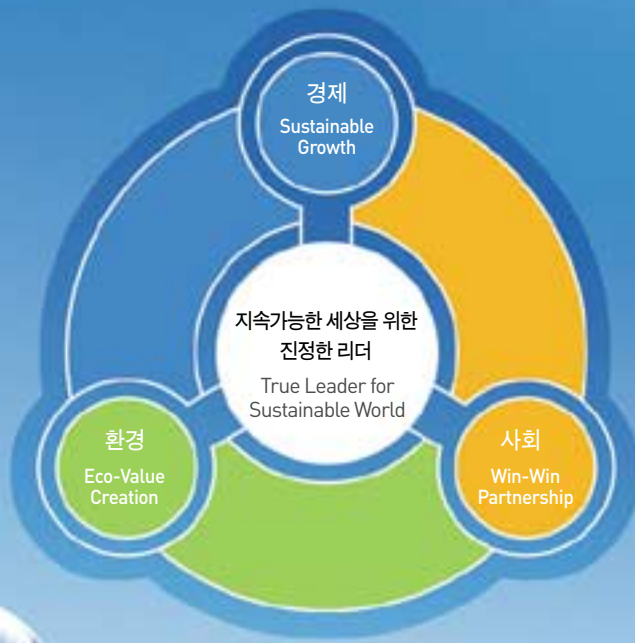 경제
Sustainable
Growth
지속가능한 세상을 위한
진정한 리더
True Leader for
Sustainable World
환경
Eco-Value
Creation
사회
Win-Win
Partnership